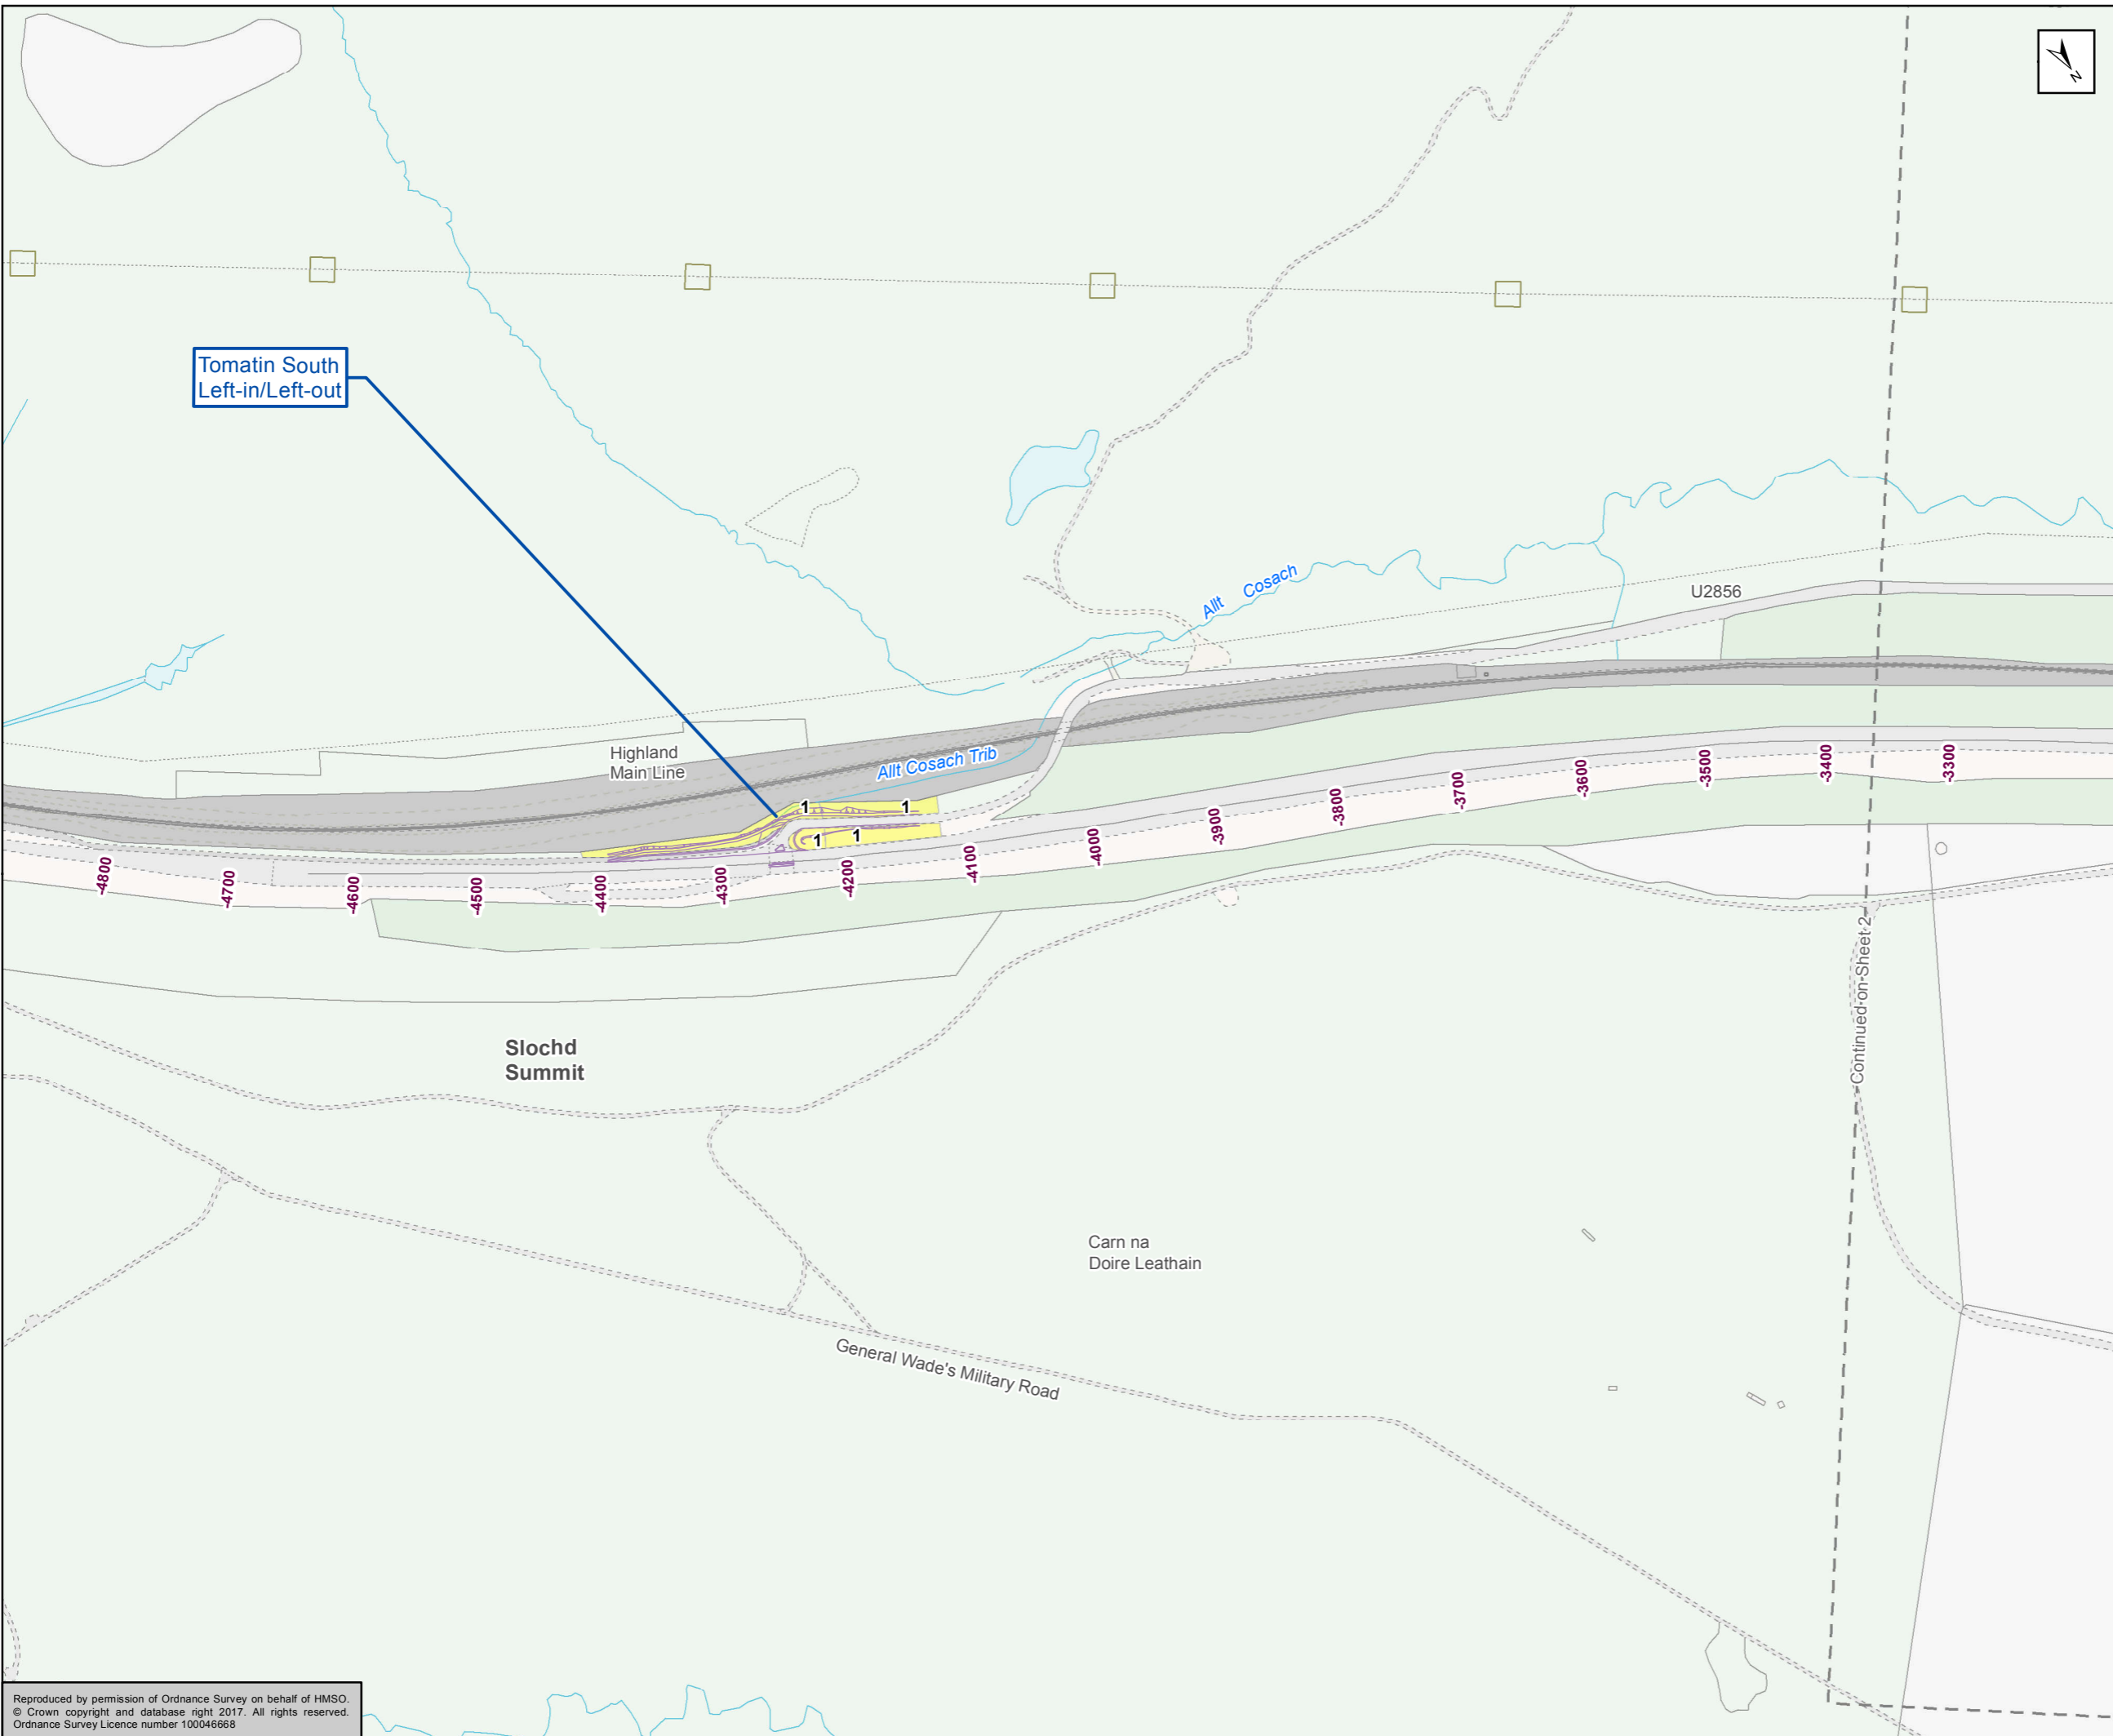 N
Tomatin South
Left-in/Left-out
Allt Cosach
U2856
Highland
Main Line
Allt Cosach Trib
1
1
1
1
-4800
-4700
-4600
-4500
-4400
-4300
-4200
-4100
-4000
-3900
-3800
-3700
-3600
-3500
-3400
-3300
Continued on Sheet 2
Slochd
Summit
Carn na
Doire Leathain
General Wade's Military Road
Reproduced by permission of Ordnance Survey on behalf of HMSO.
© Crown copyright and database right 2017. All rights reserved.
Ordnance Survey Licence number 100046668